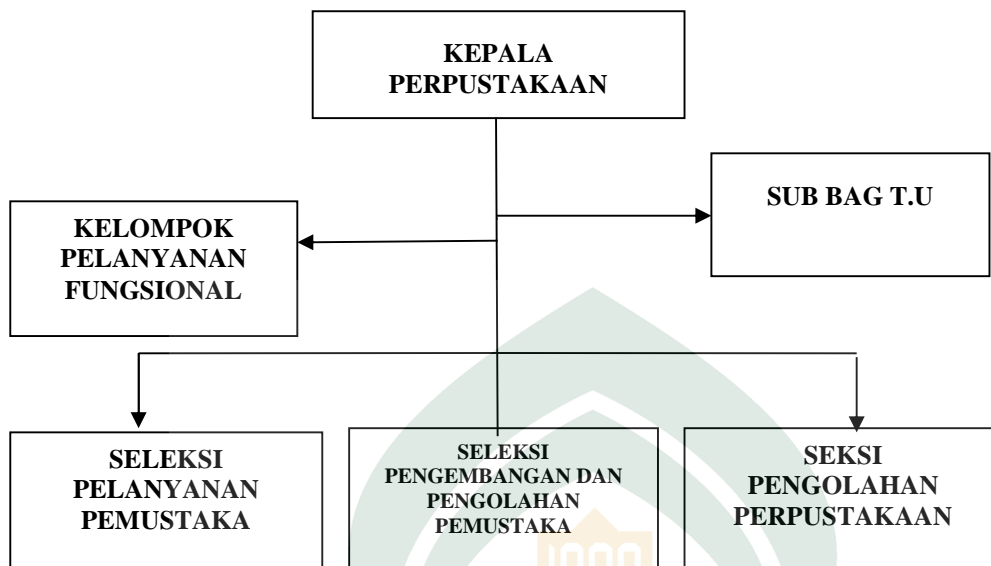 KEPALA
PERPUSTAKAAN
SUB BAG T.U
KELOMPOK
PELANYANAN
FUNGSIONAL
SELEKSI
PELANYANAN
PEMUSTAKA
SELEKSI
PENGEMBANGAN DAN
PENGOLAHAN
PEMUSTAKA
SEKSI
PENGOLAHAN
PERPUSTAKAAN